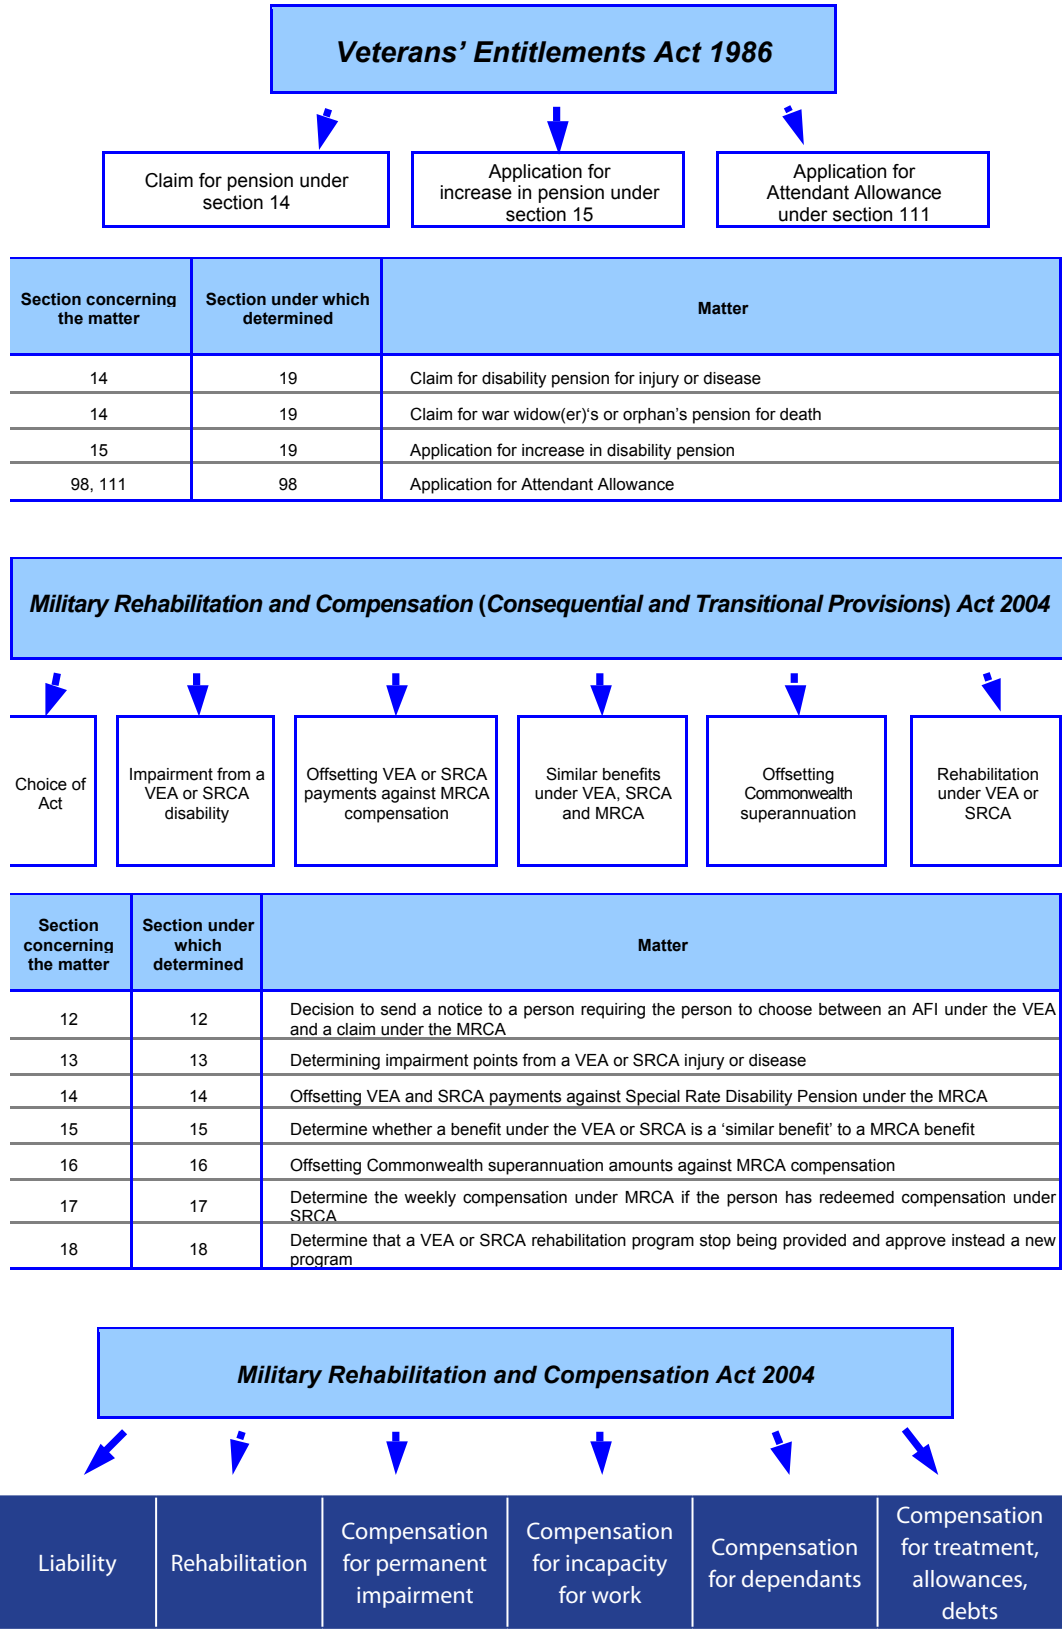 Veterans’ Entitlements Act 1986
Claim for pension under
section 14
Application for
increase in pension under
section 15
Application for
Attendant Allowance
under section 111
Section concerning
the matter
Section under which
determined
Matter
14 19 Claim for disability pension for injury or disease
14 19 Claim for war widow(er)‘s or orphan’s pension for death
15 19 Application for increase in disability pension
98, 111 98 Application for Attendant Allowance
Military Rehabilitation and Compensation (Consequential and Transitional Provisions) Act 2004
Choice of
Act
Impairment from a
VEA or SRCA
disability
Offsetting VEA or SRCA
payments against MRCA
compensation
Similar benefits
under VEA, SRCA
and MRCA
Offsetting
Commonwealth
superannuation
Rehabilitation
under VEA or
SRCA
Section
concerning
the matter
Section under
which
determined
Matter
12 12 Decision to send a notice to a person requiring the person to choose between an AFI under the VEA
and a claim under the MRCA
13 13 Determining impairment points from a VEA or SRCA injury or disease
14 14 Offsetting VEA and SRCA payments against Special Rate Disability Pension under the MRCA
15 15 Determine whether a benefit under the VEA or SRCA is a ‘similar benefit’ to a MRCA benefit
16 16 Offsetting Commonwealth superannuation amounts against MRCA compensation
17 17 Determine the weekly compensation under MRCA if the person has redeemed compensation under
SRCA
18 18 Determine that a VEA or SRCA rehabilitation program stop being provided and approve instead a new
program
Military Rehabilitation and Compensation Act 2004
Liability
Rehabilitation
Compensation
for permanent
impairment
Compensation
for incapacity
for work
Compensation
for dependants
Compensation
for treatment,
allowances,
debts